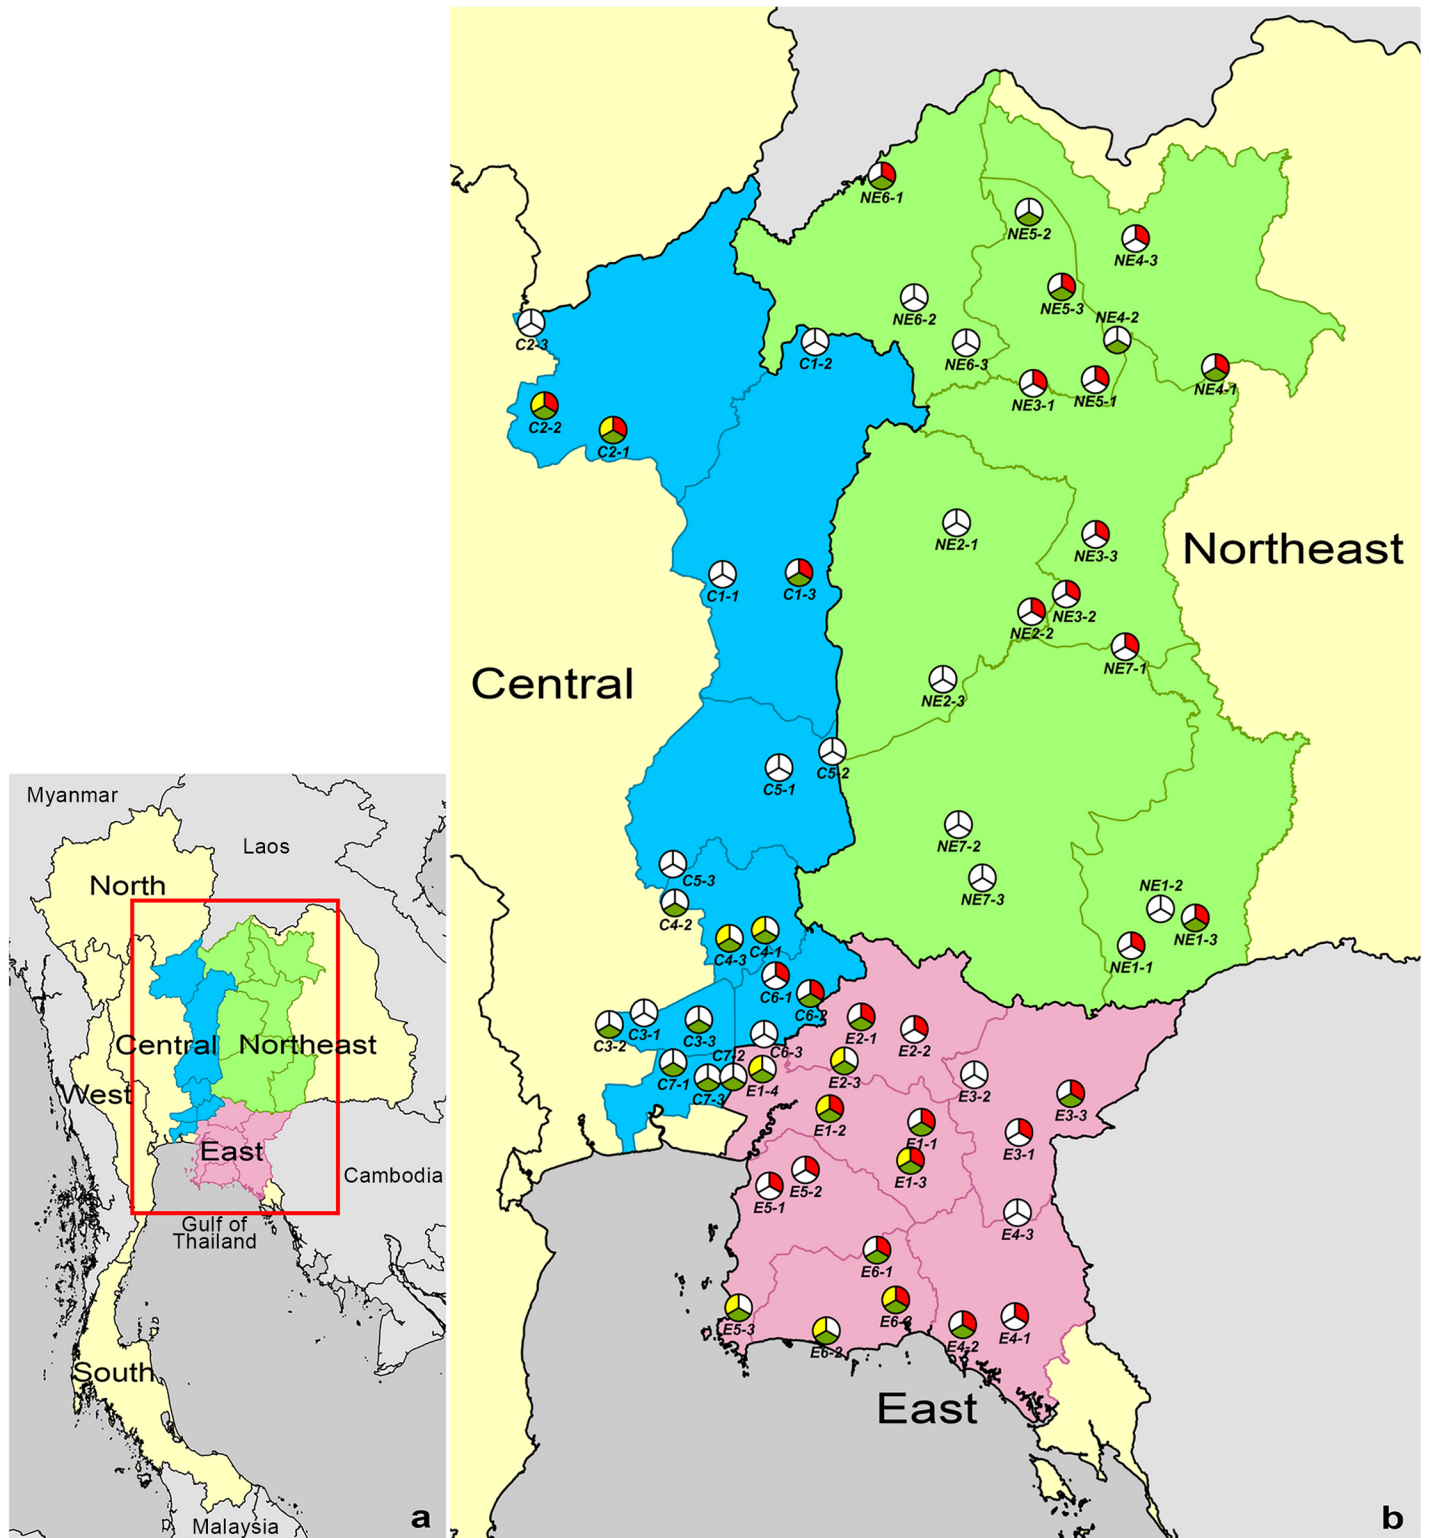 Myanmar
Laos
North
Central
Northeast
West
East
Cambodia
Gulf of
Thailand
South
Malaysia
a
NE6-1
NE5-2
NE4-3
NE5-3
NE6-2
NE4-2
C2-3
C1-2
NE6-3
NE4-1
NE3-1
NE5-1
C2-2
C2-1
NE2-1
NE3-3
Northeast
C1-1
C1-3
NE3-2
NE2-2
NE7-1
Central
NE2-3
C5-2
C5-1
NE7-2
C5-3
NE7-3
NE1-2
C4-2
NE1-3
C4-3
C4-1
NE1-1
C6-1
C6-2
C3-1
C3-2
C3-3
E2-1
E2-2
C6-3
C7-2
C7-1
E1-4
E2-3
C7-3
E3-2
E3-3
E1-2
E1-1
E3-1
E1-3
E5-2
E5-1
E4-3
E6-1
E6-3
E5-3
E4-2
E4-1
E6-2
East
b